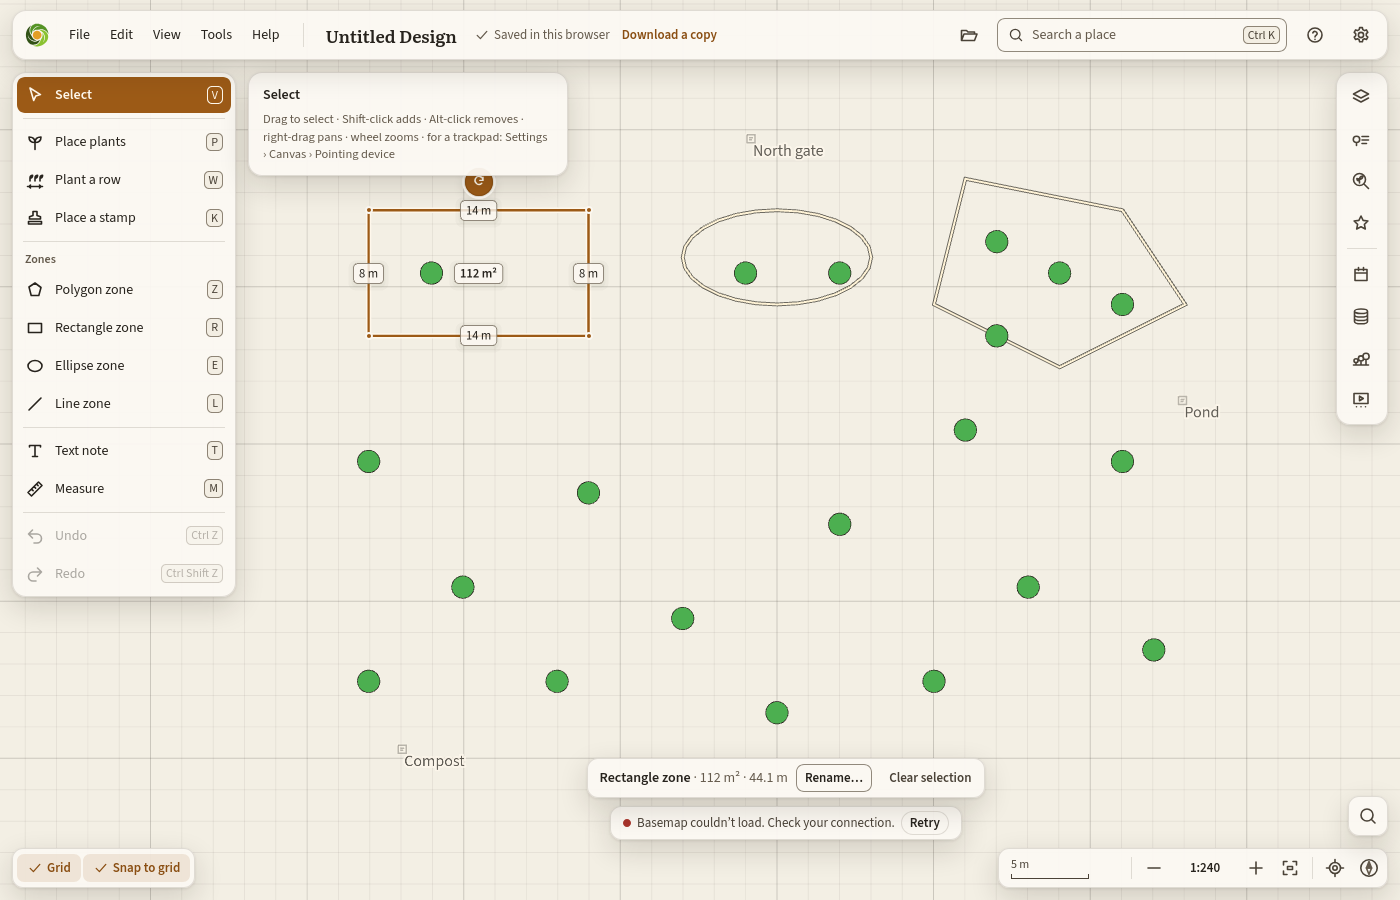 File Edit View Tools Help Untitled Design Saved in this browser Download a copy Search a place Ctrl K
Select V
Place plants P
Plant a row W
Place a stamp K
Zones
Polygon zone Z
Rectangle zone R
Ellipse zone E
Line zone L
Text note T
Measure M
Undo Ctrl Z
Redo Ctrl Shift Z
Select
Drag to select · Shift-click adds · Alt-click removes ·
right-drag pans · wheel zooms · for a trackpad: Settings
› Canvas › Pointing device
North gate
14 m
8 m 112 m² 8 m
14 m
Pond
Compost
Rectangle zone · 112 m² · 44.1 m Rename… Clear selection
Basemap couldn’t load. Check your connection. Retry
Grid Snap to grid
5 m 1:240